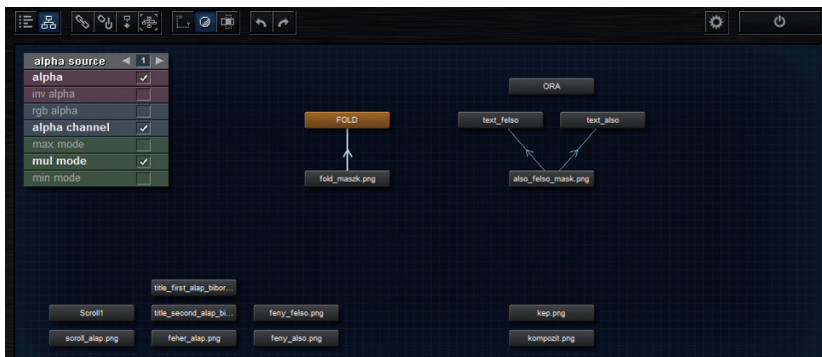 alpha source 1
alpha
inv alpha
rgb alpha
alpha channel
max mode
mul mode
min mode
ORA
FOLD
text_felso
text_also
fold_maszk.png
also_felso_mask.png
title_first_alap_bibor...
Scroll1
title_second_alap_bi...
feny_felso.png
kep.png
scroll_alap.png
feher_alap.png
feny_also.png
kompozit.png